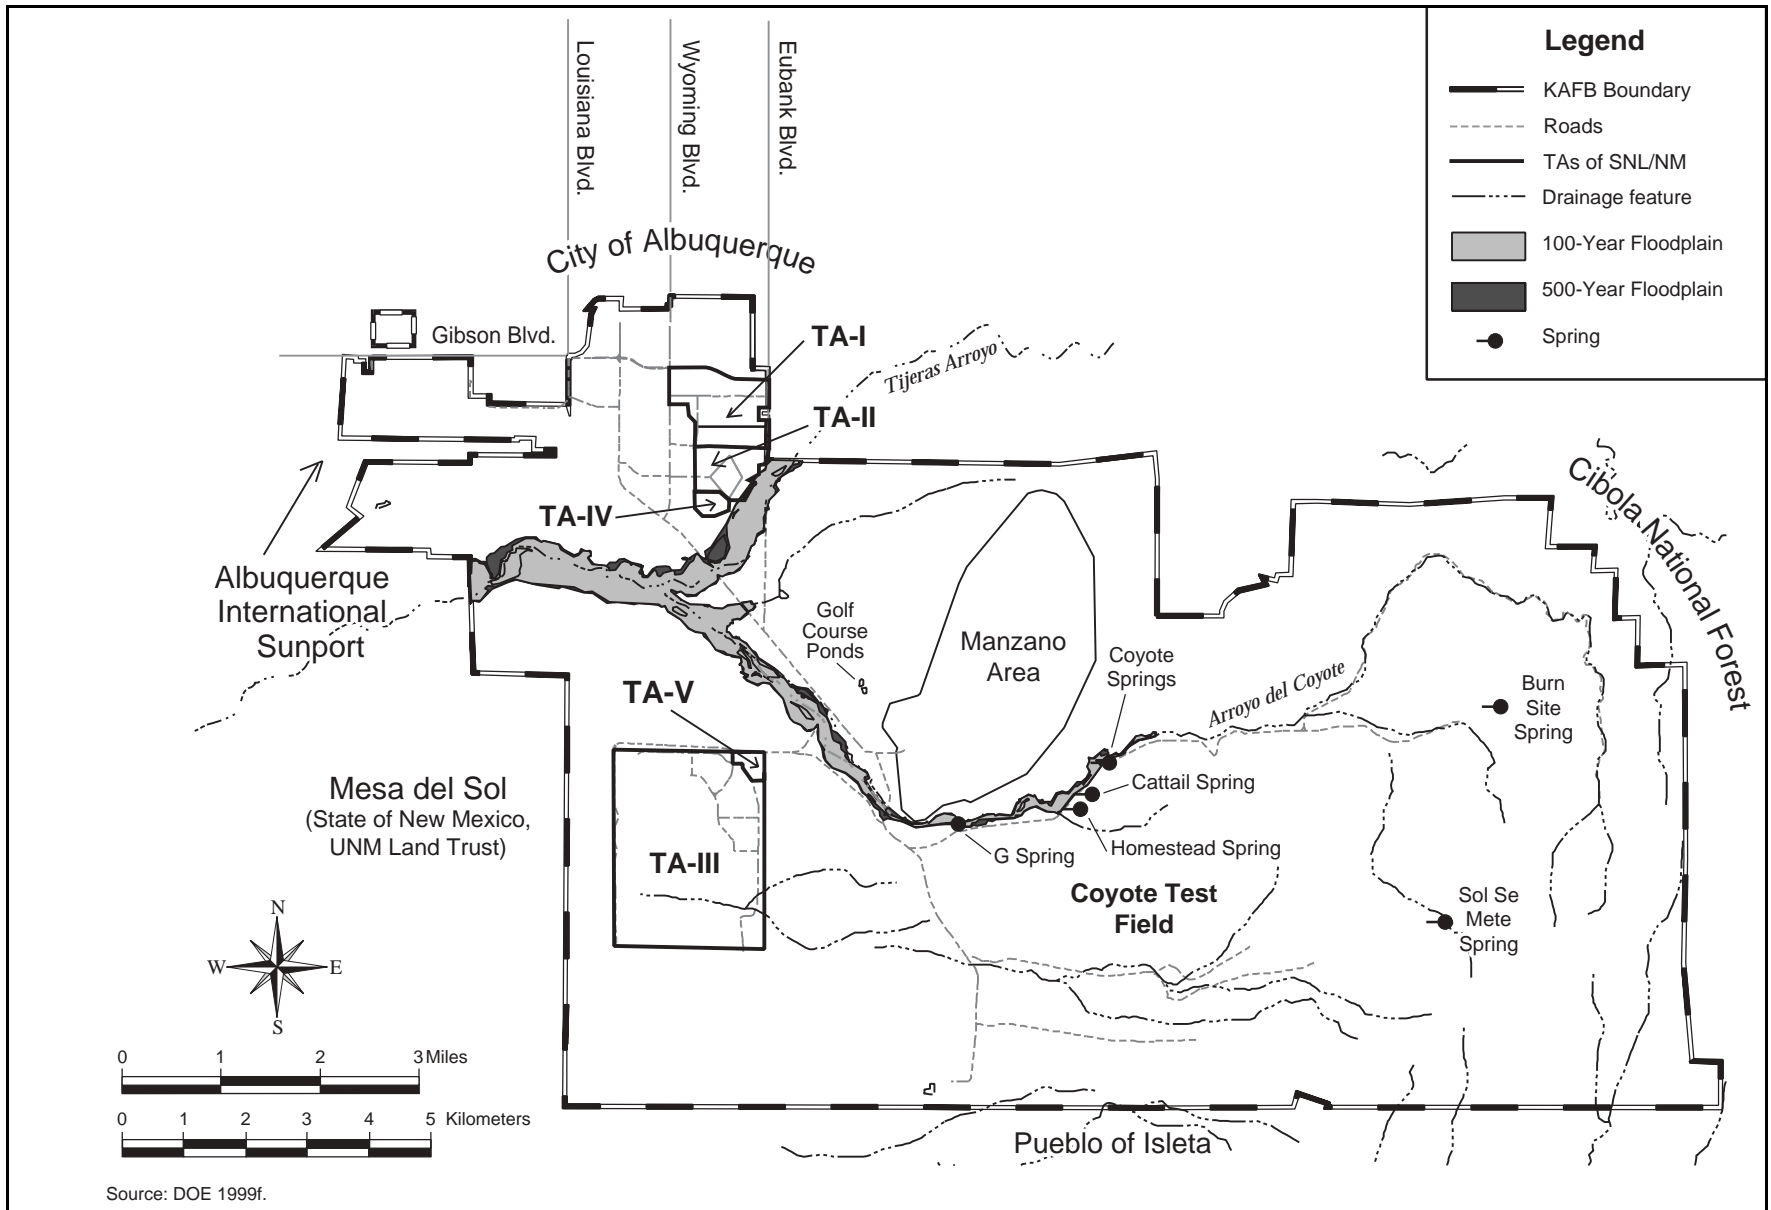 Legend
KAFB Boundary
Roads
TAs of SNL/NM
Drainage feature
100-Year Floodplain
500-Year Floodplain
Spring
Louisiana Blvd.
Wyoming Blvd.
Eubank Blvd.
City of Albuquerque
Gibson Blvd.
TA-I
Tijeras Arroyo
TA-II
TA-IV
Cibola National Forest
Albuquerque
International
Sunport
Golf
Course
Ponds
Manzano
Area
Coyote
Springs
Arroyo del Coyote
Burn
Site
Spring
TA-V
Mesa del Sol
(State of New Mexico,
UNM Land Trust)
Cattail Spring
Homestead Spring
G Spring
TA-III
Coyote Test
Field
Sol Se
Mete
Spring
N
W
E
S
0 1 2 3 Miles
0 1 2 3 4 5 Kilometers
Pueblo of Isleta
Source: DOE 1999f.